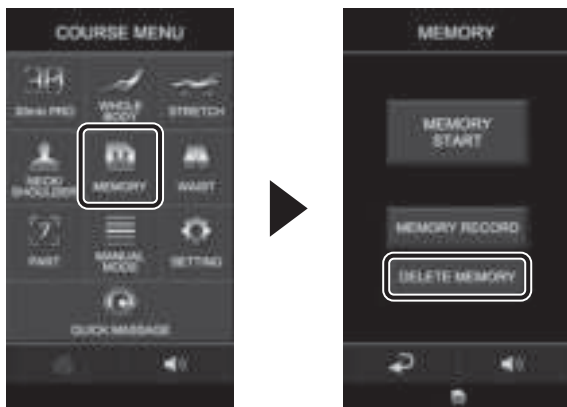 COURSE MENU
WHOLE
BODY
STRETCH
NECK/
SHOULDER
MEMORY
WAIST
PART
MANUAL
MODE
SETTING
QUICK MASSAGE
MEMORY
MEMORY
START
MEMORY RECORD
DELETE MEMORY